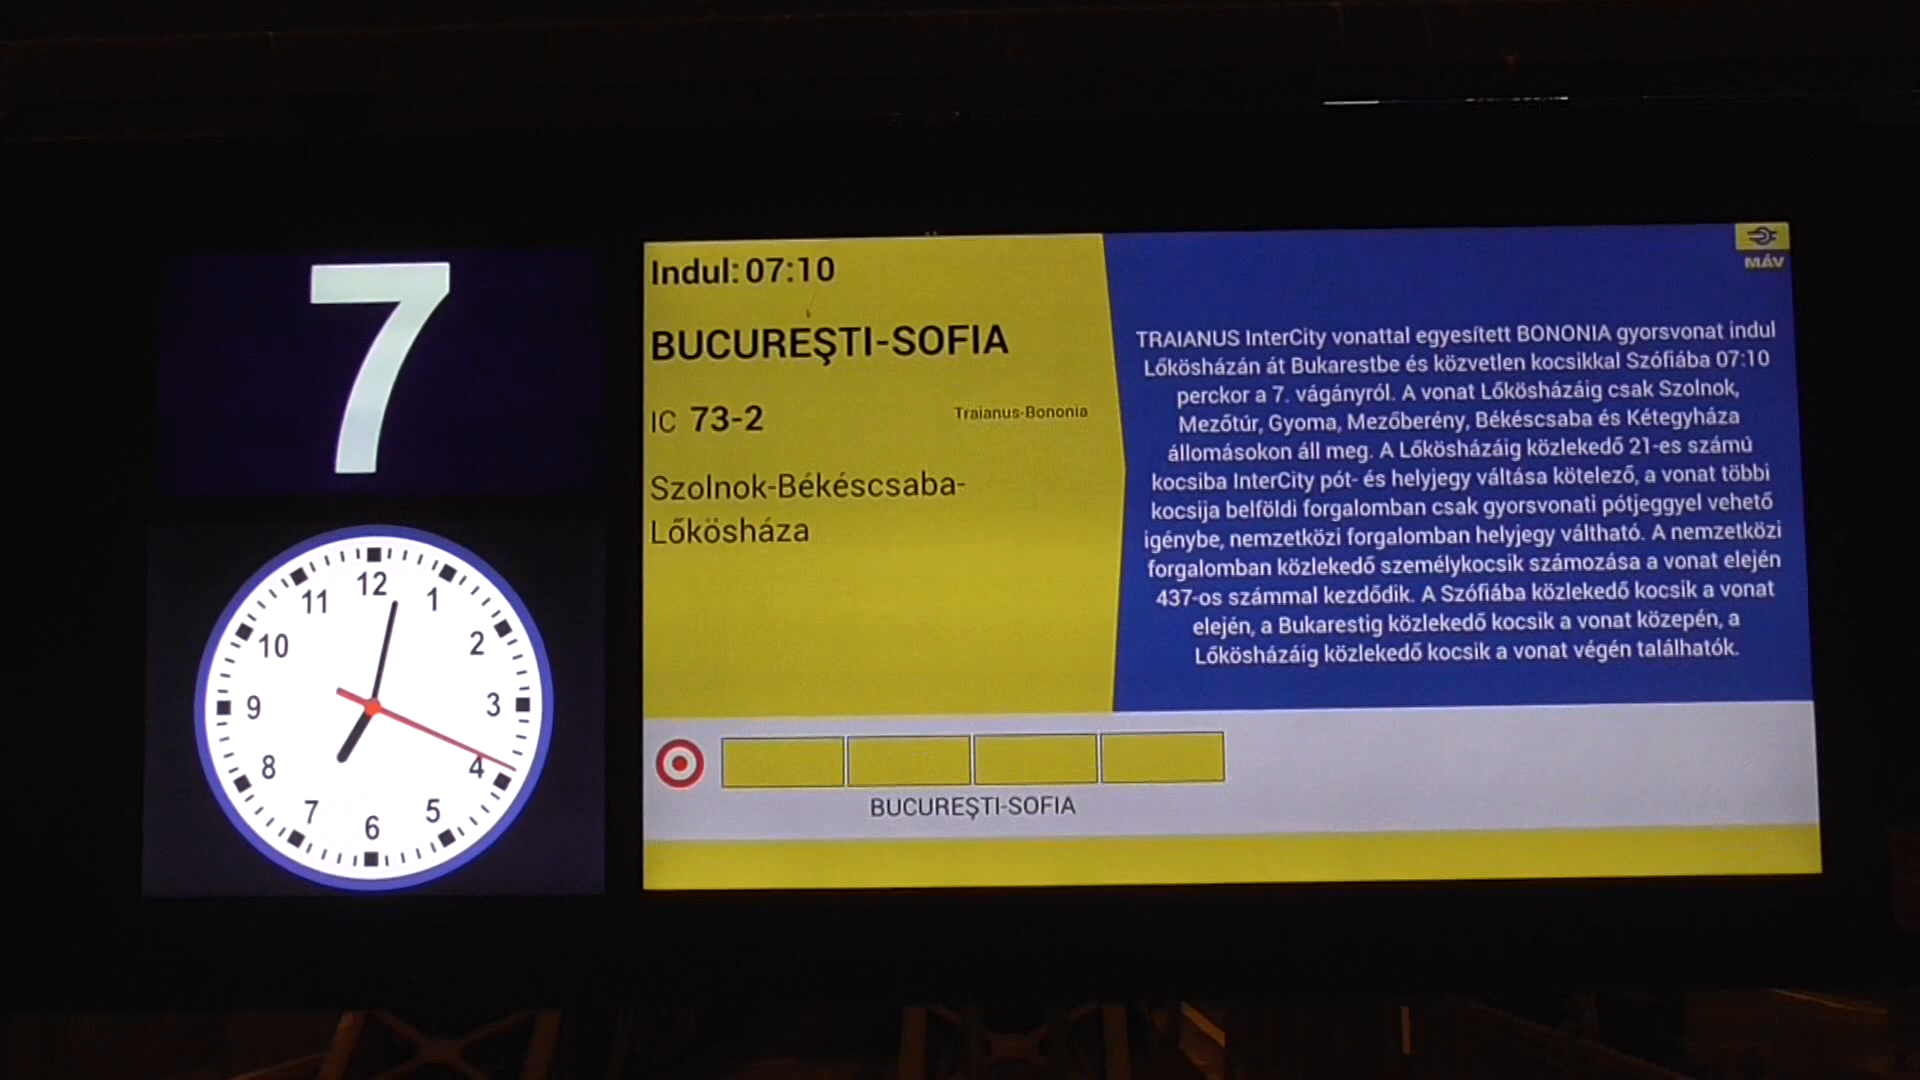 7
12
1
2
3
4
5
6
7
8
9
10
11
Indul: 07:10
BUCUREŞTI-SOFIA
IC 73-2
Traianus-Bononia
Szolnok-Békéscsaba-
Lőkösháza
MÁV
TRAIANUS InterCity vonattal egyesített BONONIA gyorsvonat indul
Lőkösházán át Bukarestbe és közvetlen kocsikkal Szófiába 07:10
perckor a 7. vágányról. A vonat Lőkösházáig csak Szolnok,
Mezőtúr, Gyoma, Mezőberény, Békéscsaba és Kétegyháza
állomásokon áll meg. A Lőkösházáig közlekedő 21-es számú
kocsiba InterCity pót- és helyjegy váltása kötelező, a vonat többi
kocsija belföldi forgalomban csak gyorsvonati pótjeggyel vehető
igénybe, nemzetközi forgalomban helyjegy váltható. A nemzetközi
forgalomban közlekedő személykocsik számozása a vonat elején
437-os számmal kezdődik. A Szófiába közlekedő kocsik a vonat
elején, a Bukarestig közlekedő kocsik a vonat közepén, a
Lőkösházáig közlekedő kocsik a vonat végén találhatók.
BUCUREŞTI-SOFIA